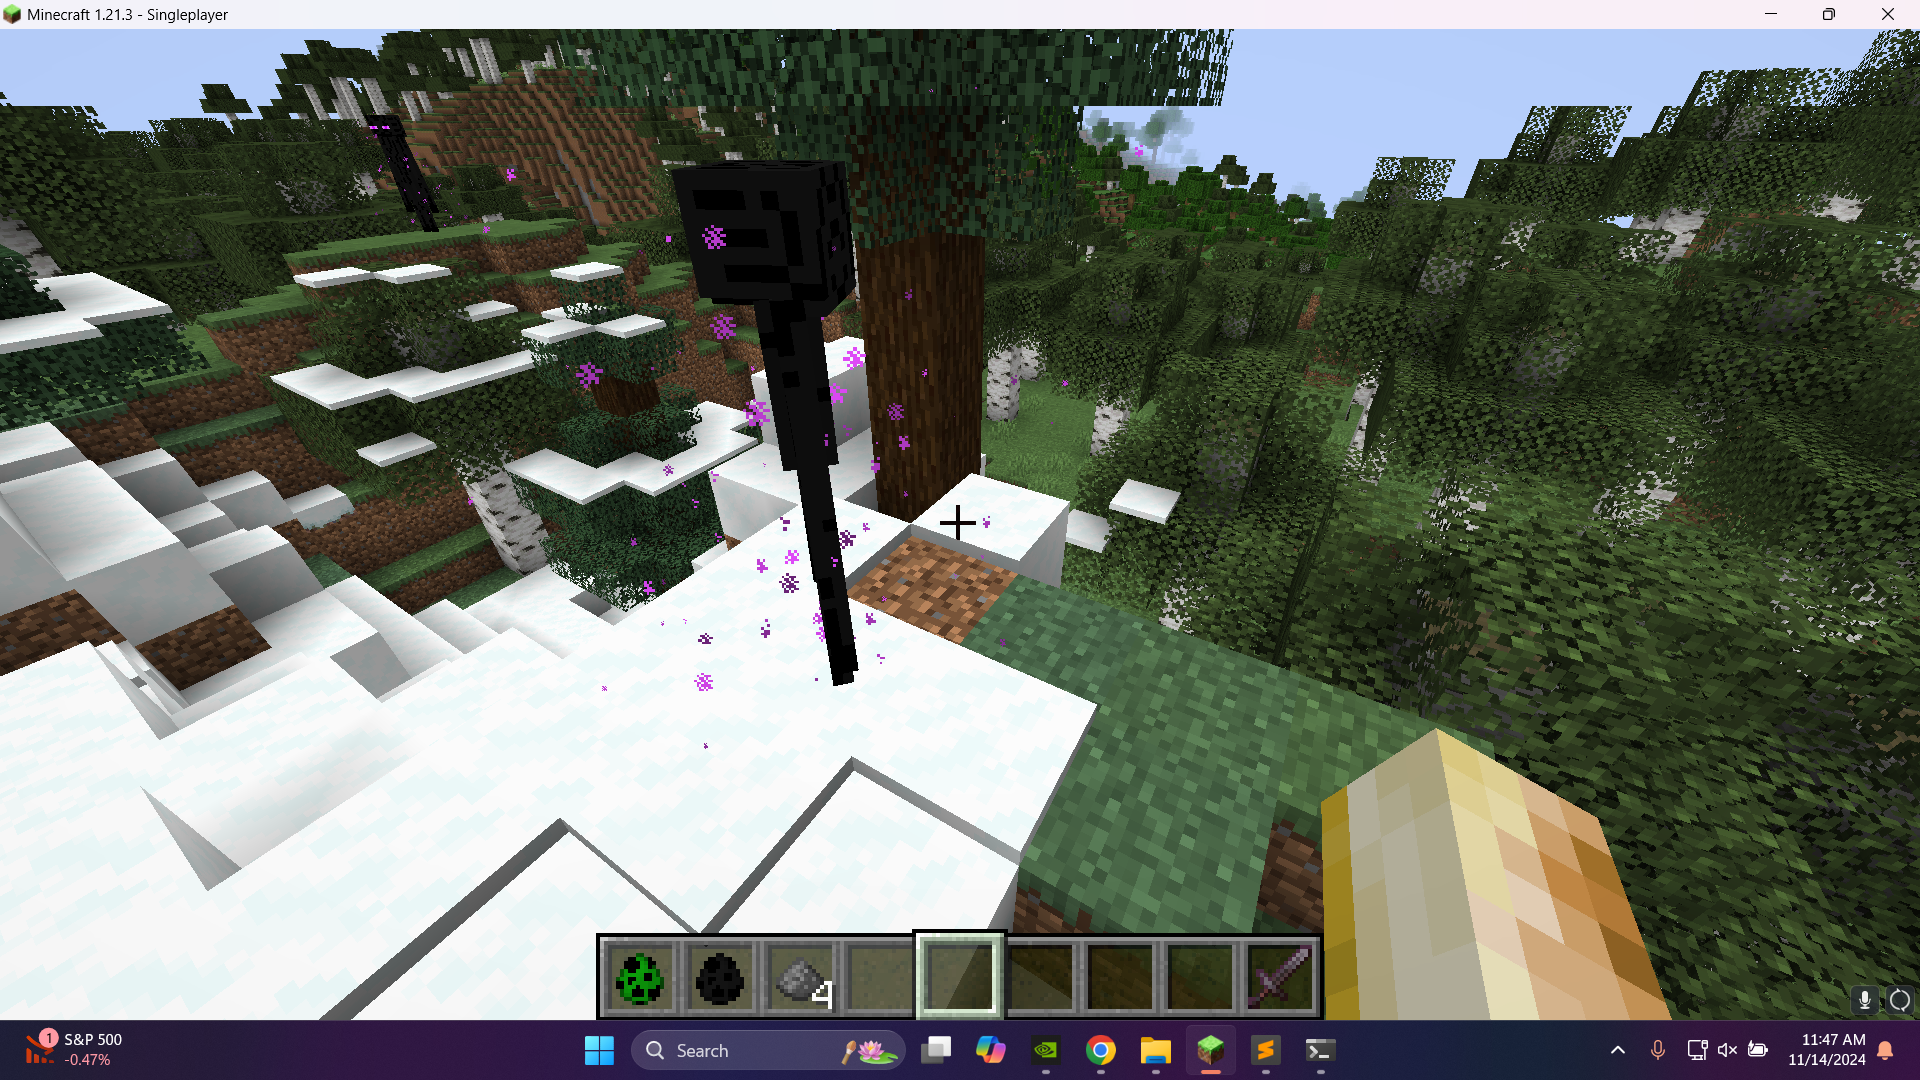 Minecraft 1.21.3 - Singleplayer
4
1
S&P 500
-0.47%
Search
11:47 AM
11/14/2024